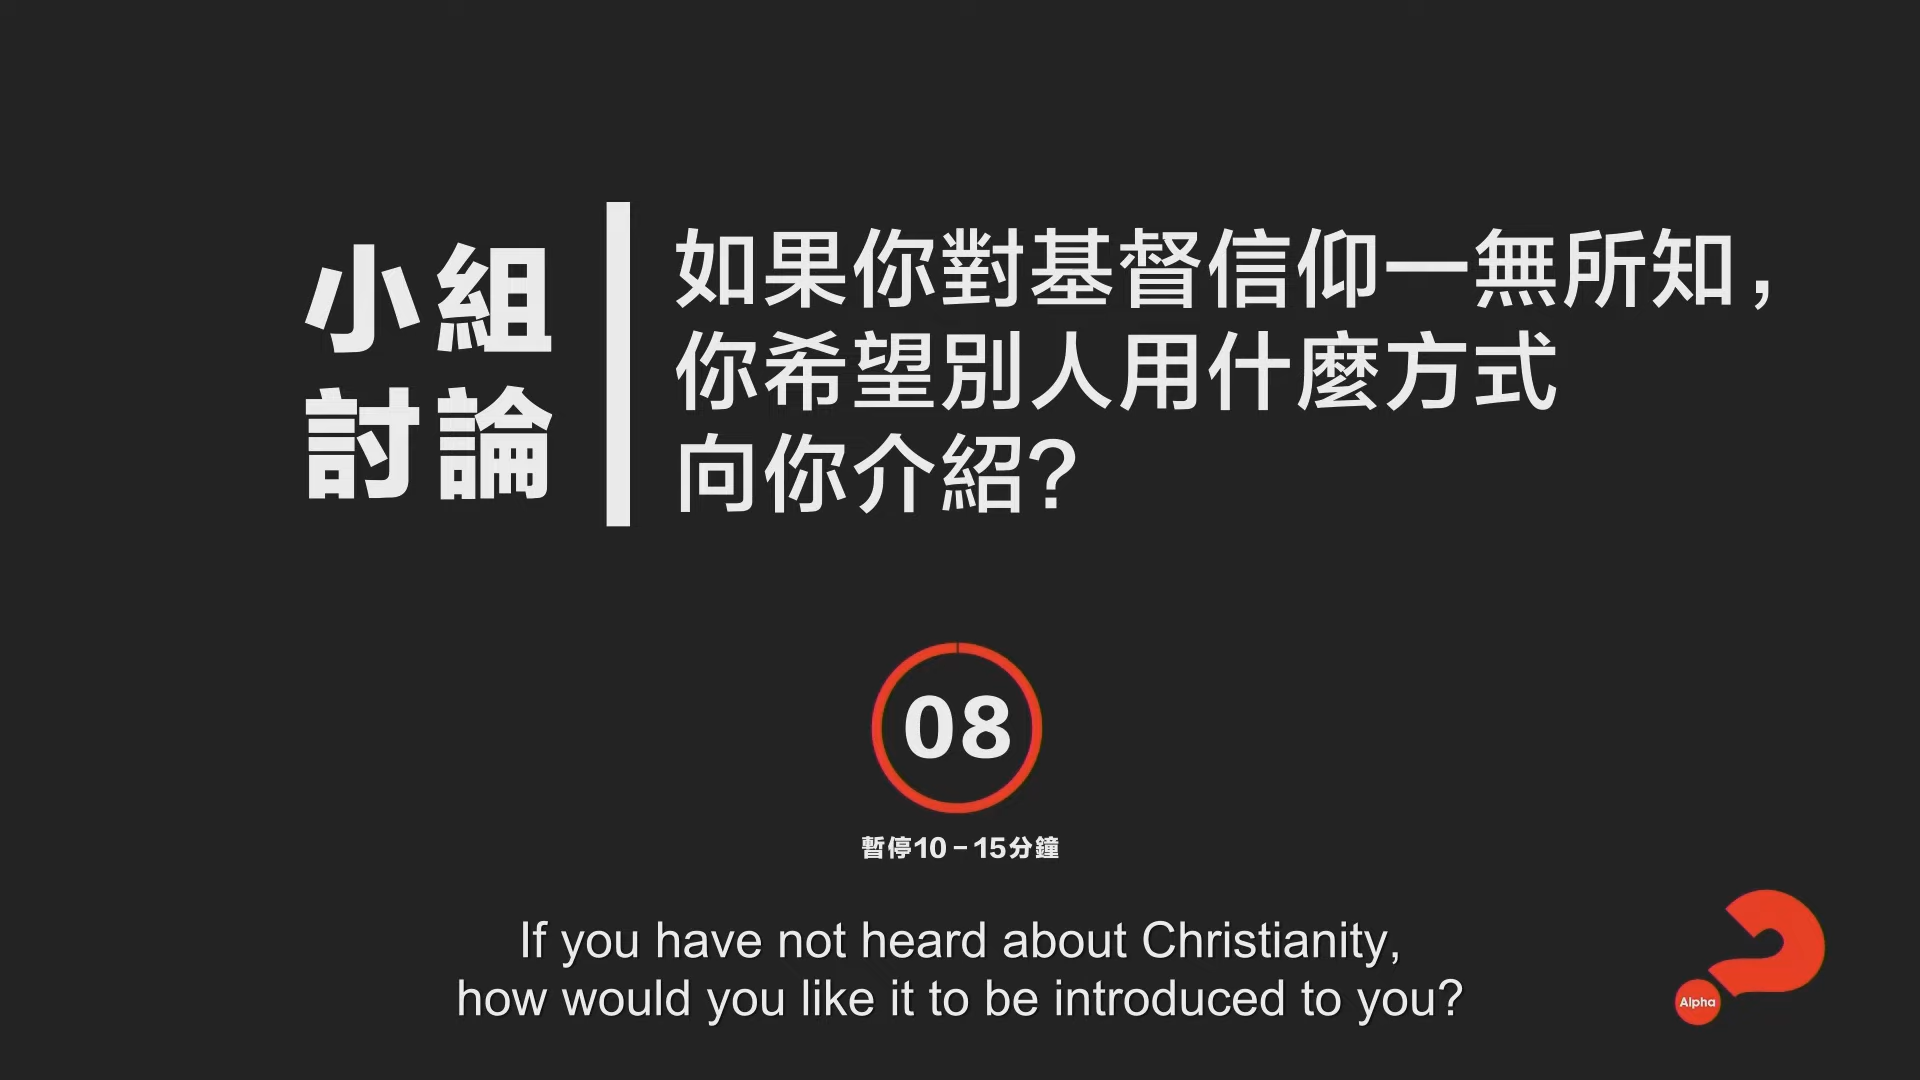 小組
討論
如果你對基督信仰一無所知，
你希望別人用什麼方式
向你介紹?
08
暫停10－15分鐘
If you have not heard about Christianity,
how would you like it to be introduced to you?
Alpha